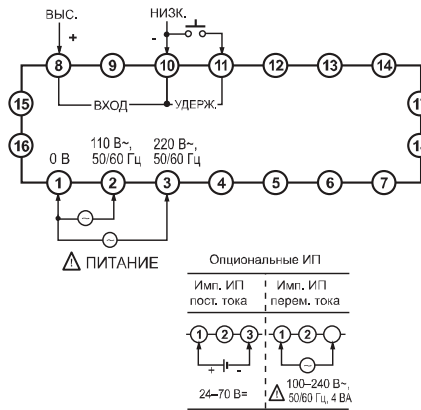 ВЫС.
НИЗК.
+
-
8 9 10 11 12 13 14
ВХОД УДЕРЖ.
15
16
17
0 В
110 В~,
50/60 Гц
220 В~,
50/60 Гц
1 2 3 4 5 6 7
⚠ ПИТАНИЕ
Опциональные ИП
Имп. ИП
пост. тока
Имп. ИП
перем. тока
1 2 3
1 2
+ -
24–70 В=
⚠ 100–240 В~,
50/60 Гц, 4 ВА